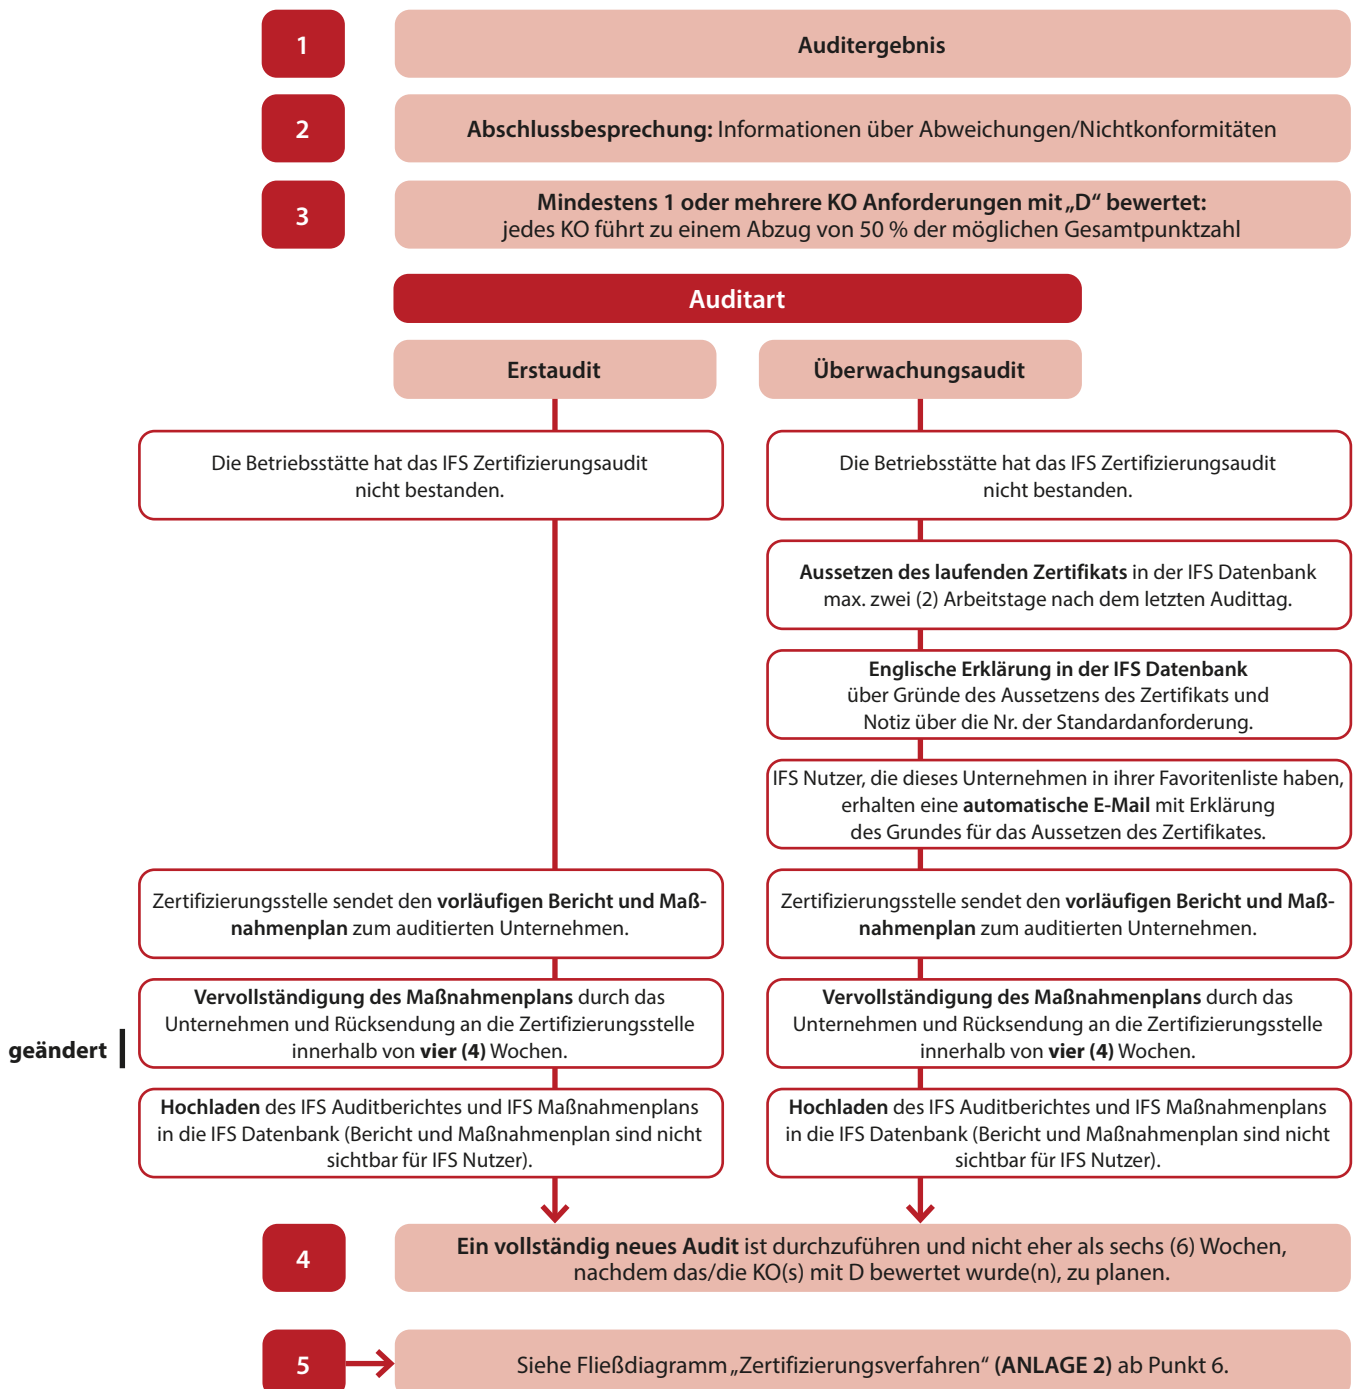 1
Auditergebnis
2
Abschlussbesprechung: Informationen über Abweichungen/Nichtkonformitäten
3
Mindestens 1 oder mehrere KO Anforderungen mit „D“ bewertet:
jedes KO führt zu einem Abzug von 50 % der möglichen Gesamtpunktzahl
Auditart
Erstaudit
Überwachungsaudit
Die Betriebsstätte hat das IFS Zertifizierungsaudit
nicht bestanden.
Die Betriebsstätte hat das IFS Zertifizierungsaudit
nicht bestanden.
Aussetzen des laufenden Zertifikats in der IFS Datenbank
max. zwei (2) Arbeitstage nach dem letzten Audittag.
Englische Erklärung in der IFS Datenbank
über Gründe des Aussetzens des Zertifikats und
Notiz über die Nr. der Standardanforderung.
IFS Nutzer, die dieses Unternehmen in ihrer Favoritenliste haben,
erhalten eine automatische E-Mail mit Erklärung
des Grundes für das Aussetzen des Zertifikates.
Zertifizierungsstelle sendet den vorläufigen Bericht und Maß-
nahmenplan zum auditierten Unternehmen.
Zertifizierungsstelle sendet den vorläufigen Bericht und Maß-
nahmenplan zum auditierten Unternehmen.
geändert
Vervollständigung des Maßnahmenplans durch das
Unternehmen und Rücksendung an die Zertifizierungsstelle
innerhalb von vier (4) Wochen.
Vervollständigung des Maßnahmenplans durch das
Unternehmen und Rücksendung an die Zertifizierungsstelle
innerhalb von vier (4) Wochen.
Hochladen des IFS Auditberichtes und IFS Maßnahmenplans
in die IFS Datenbank (Bericht und Maßnahmenplan sind nicht
sichtbar für IFS Nutzer).
Hochladen des IFS Auditberichtes und IFS Maßnahmenplans
in die IFS Datenbank (Bericht und Maßnahmenplan sind nicht
sichtbar für IFS Nutzer).
4
Ein vollständig neues Audit ist durchzuführen und nicht eher als sechs (6) Wochen,
nachdem das/die KO(s) mit D bewertet wurde(n), zu planen.
5
Siehe Fließdiagramm „Zertifizierungsverfahren“ (ANLAGE 2) ab Punkt 6.